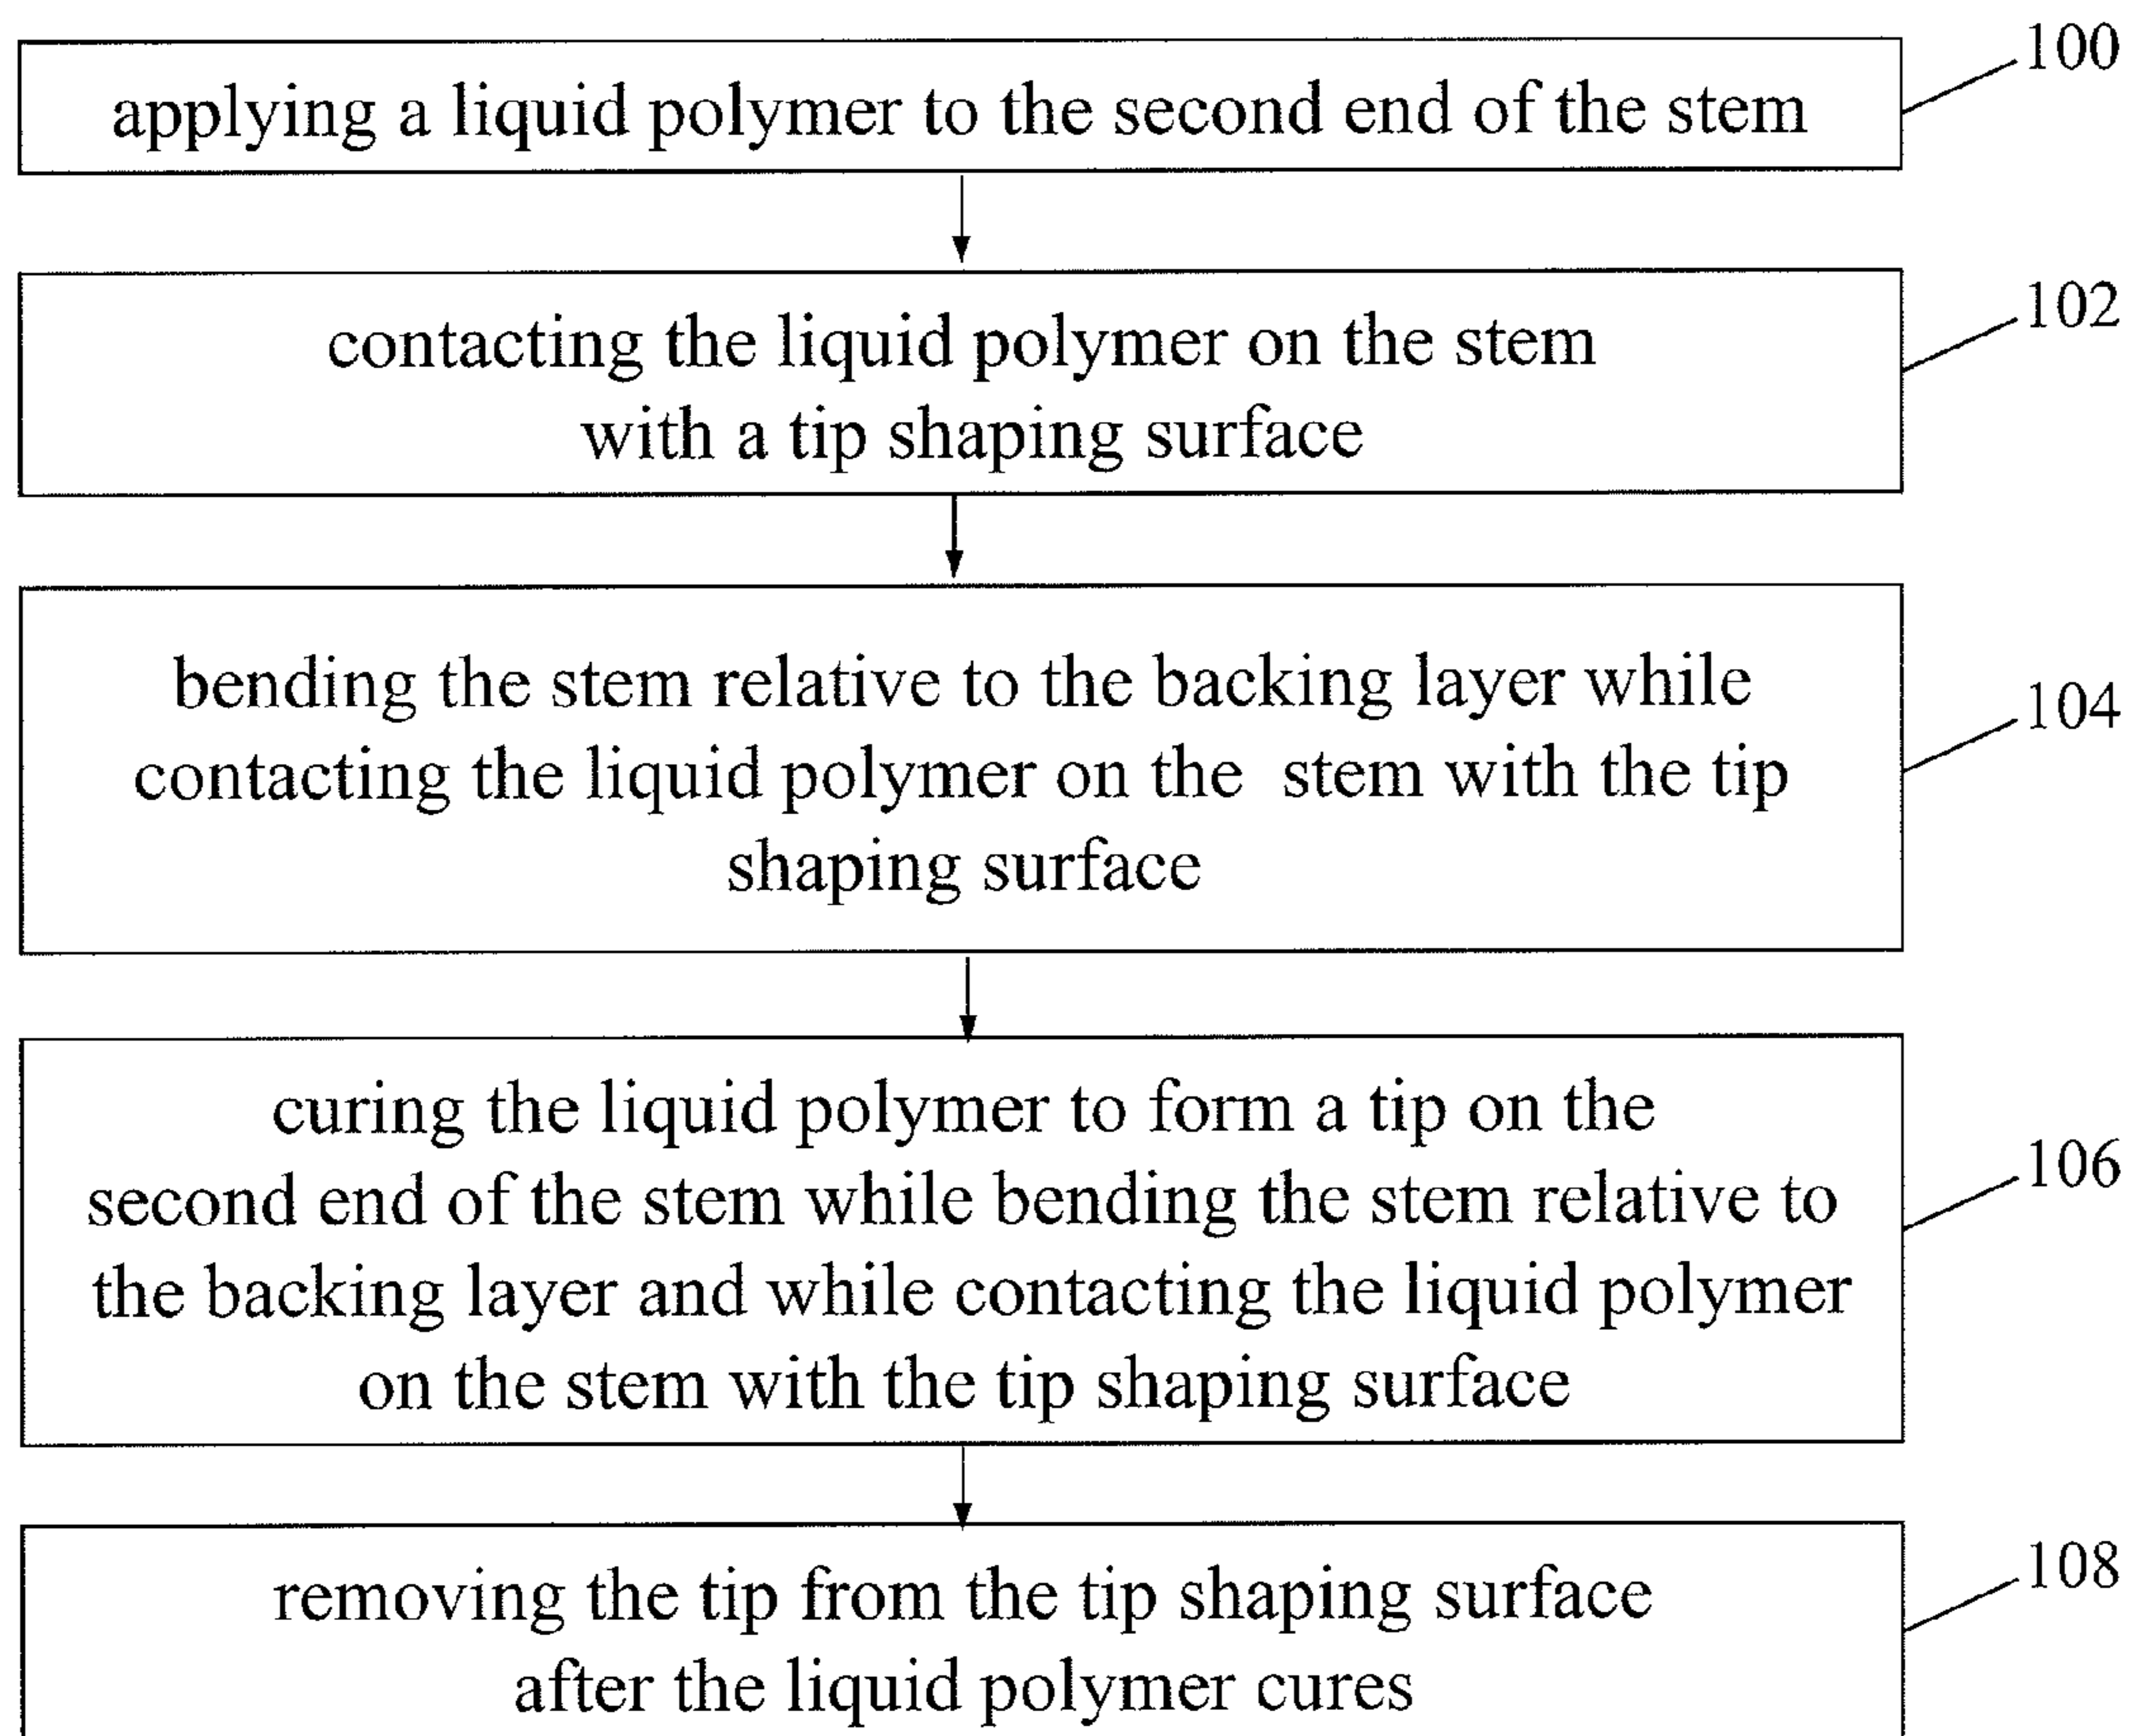 applying a liquid polymer to the second end of the stem
100
contacting the liquid polymer on the stem
with a tip shaping surface
102
bending the stem relative to the backing layer while
contacting the liquid polymer on the stem with the tip
shaping surface
104
curing the liquid polymer to form a tip on the
second end of the stem while bending the stem relative to
the backing layer and while contacting the liquid polymer
on the stem with the tip shaping surface
106
removing the tip from the tip shaping surface
after the liquid polymer cures
108